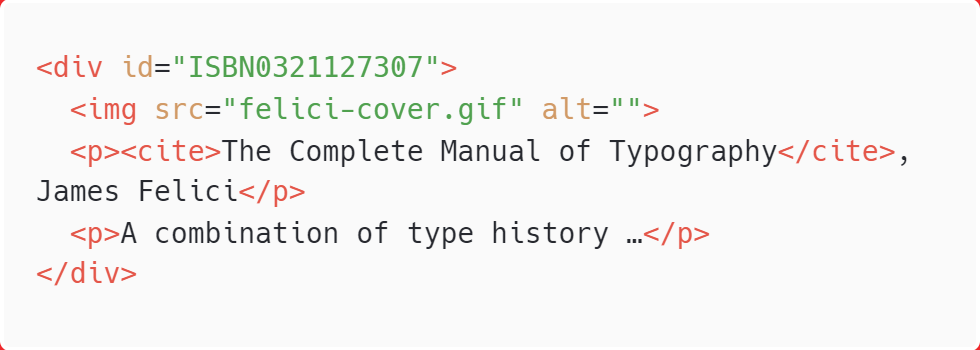 <div id="ISBN0321127307">
  <img src="felici-cover.gif" alt="">
  <p><cite>The Complete Manual of Typography</cite>,
James Felici</p>
  <p>A combination of type history …</p>
</div>